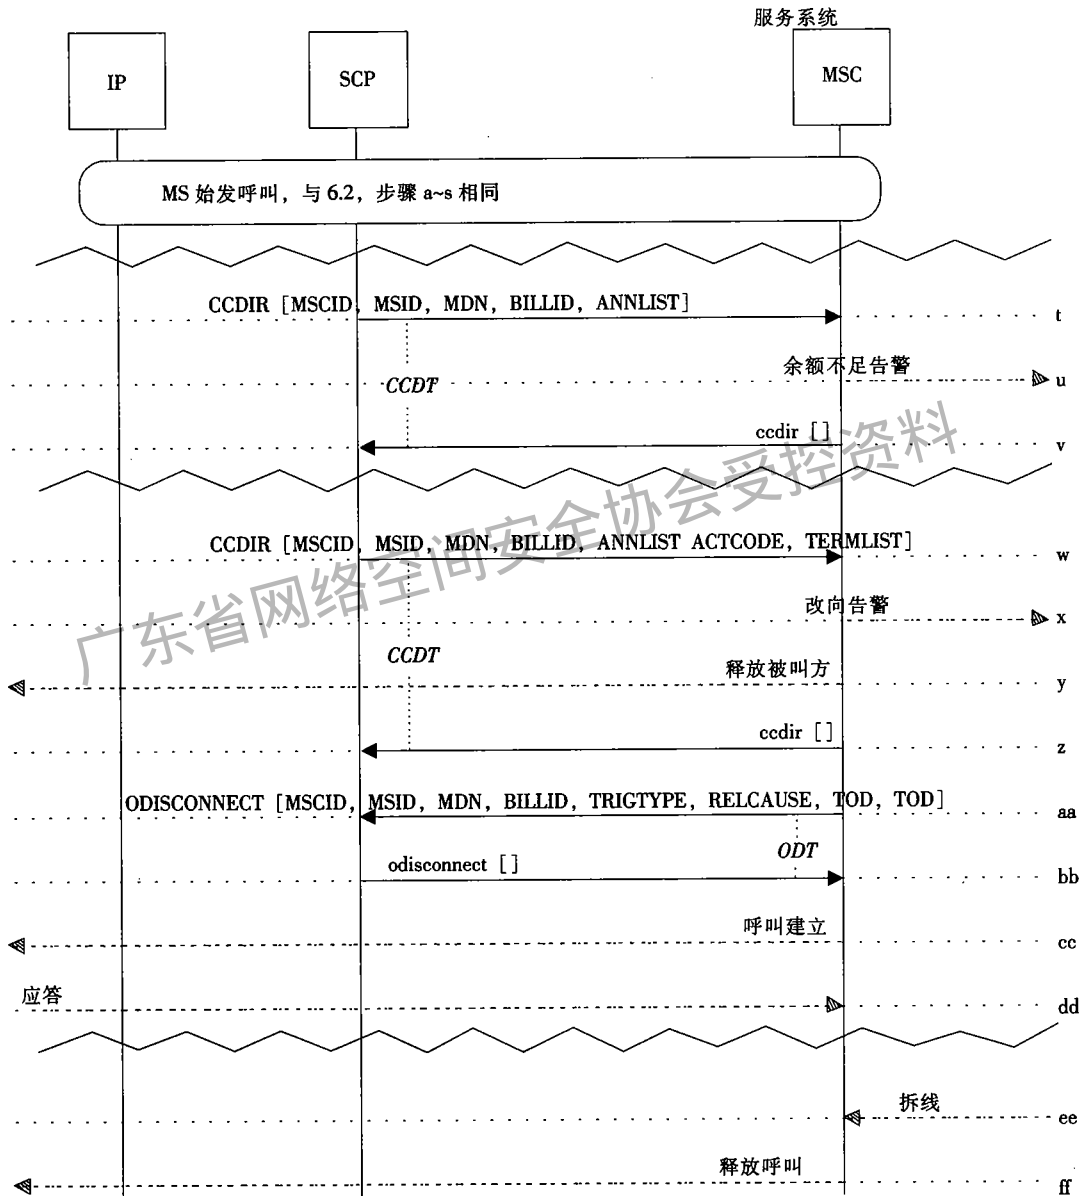 服务系统
IP
SCP
MSC
MS 始发呼叫，与 6.2，步骤 a~s 相同
CCDIR [MSCID, MSID, MDN, BILLID, ANNLIST]
t
余额不足告警
CCDT
u
ccdir []
v
CCDIR [MSCID, MSID, MDN, BILLID, ANNLIST ACTCODE, TERMLIST]
w
改向告警
x
CCDT
释放被叫方
y
ccdir []
z
ODISCONNECT [MSCID, MSID, MDN, BILLID, TRIGTYPE, RELCAUSE, TOD, TOD]
aa
ODT
odisconnect []
bb
呼叫建立
cc
应答
dd
拆线
ee
释放呼叫
ff
广东省网络空间安全协会受控资料